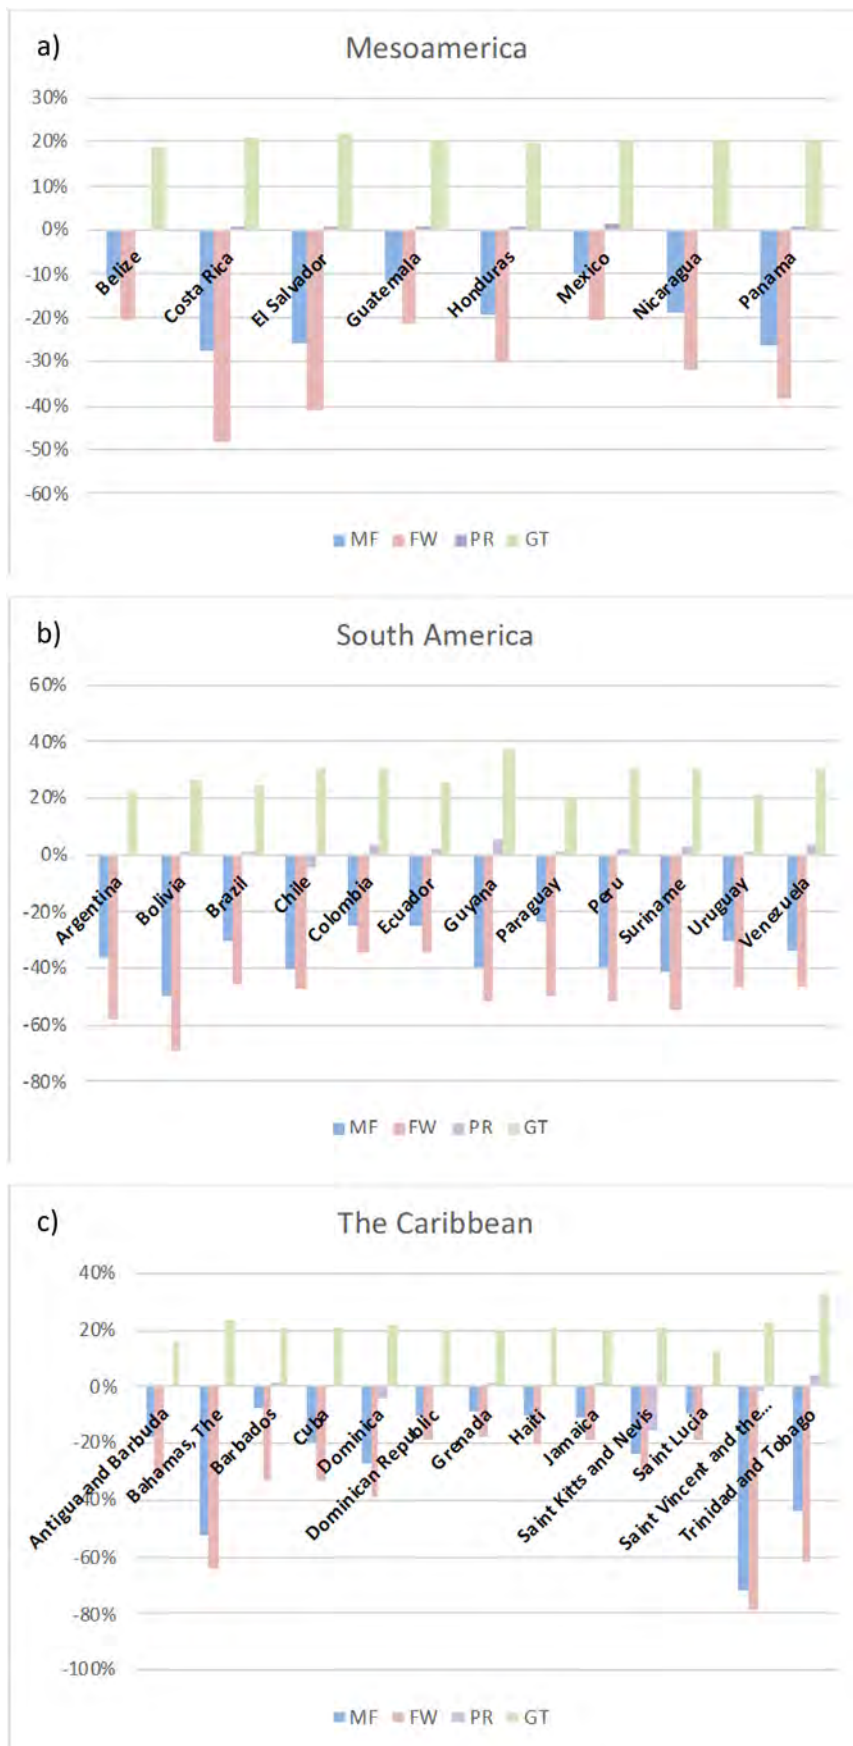 a)
Mesoamerica
30%
20%
10%
0%
-10%
-20%
-30%
-40%
-50%
-60%
Belize
Costa Rica
El Salvador
Guatemala
Honduras
Mexico
Nicaragua
Panama
MF FW PR GT
b)
South America
60%
40%
20%
0%
-20%
-40%
-60%
-80%
Argentina
Bolivia
Brazil
Chile
Colombia
Ecuador
Guyana
Paraguay
Peru
Suriname
Uruguay
Venezuela
MF FW PR GT
c)
The Caribbean
40%
20%
0%
-20%
-40%
-60%
-80%
-100%
Antigua and Barbuda
Bahamas, The
Barbados
Cuba
Dominica
Dominican Republic
Grenada
Haiti
Jamaica
Saint Kitts and Nevis
Saint Lucia
Saint Vincent and the...
Trinidad and Tobago
MF FW PR GT